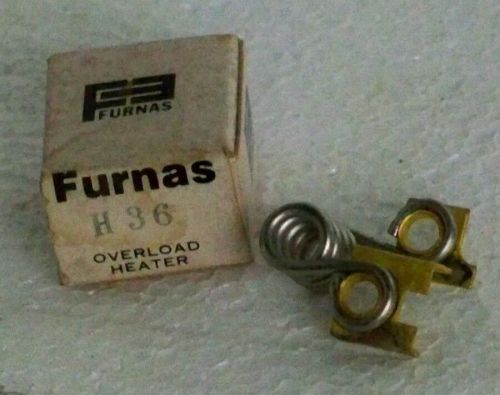 FURNAS
Furnas
H 36
OVERLOAD
HEATER